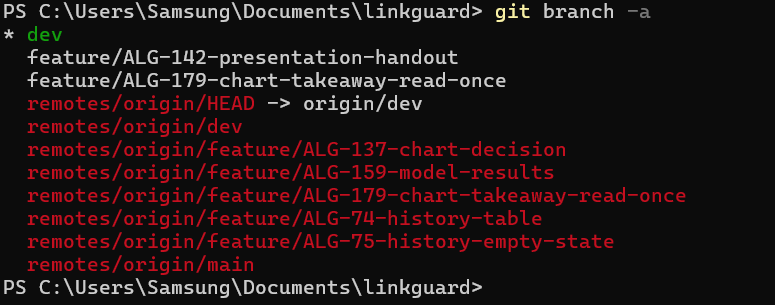 PS C:\Users\Samsung\Documents\linkguard> git branch -a
* dev
  feature/ALG-142-presentation-handout
  feature/ALG-179-chart-takeaway-read-once
  remotes/origin/HEAD -> origin/dev
  remotes/origin/dev
  remotes/origin/feature/ALG-137-chart-decision
  remotes/origin/feature/ALG-159-model-results
  remotes/origin/feature/ALG-179-chart-takeaway-read-once
  remotes/origin/feature/ALG-74-history-table
  remotes/origin/feature/ALG-75-history-empty-state
  remotes/origin/main
PS C:\Users\Samsung\Documents\linkguard>